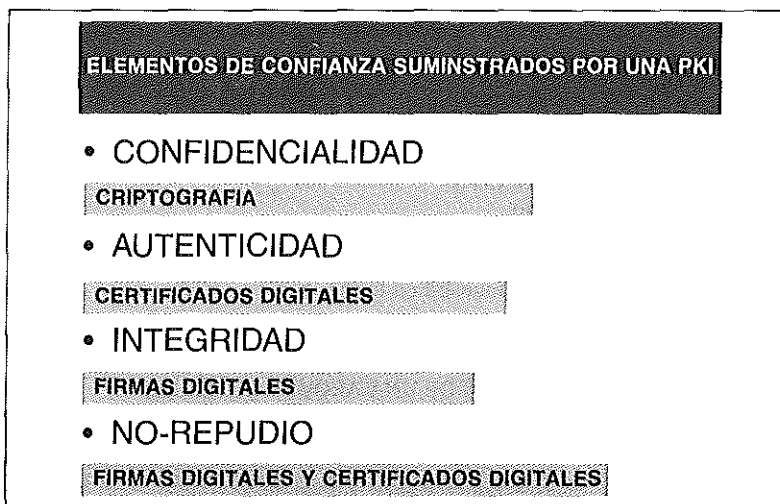 ELEMENTOS DE CONFIANZA SUMINSTRADOS POR UNA PKI
• CONFIDENCIALIDAD
CRIPTOGRAFIA
• AUTENTICIDAD
CERTIFICADOS DIGITALES
• INTEGRIDAD
FIRMAS DIGITALES
• NO-REPUDIO
FIRMAS DIGITALES Y CERTIFICADOS DIGITALES